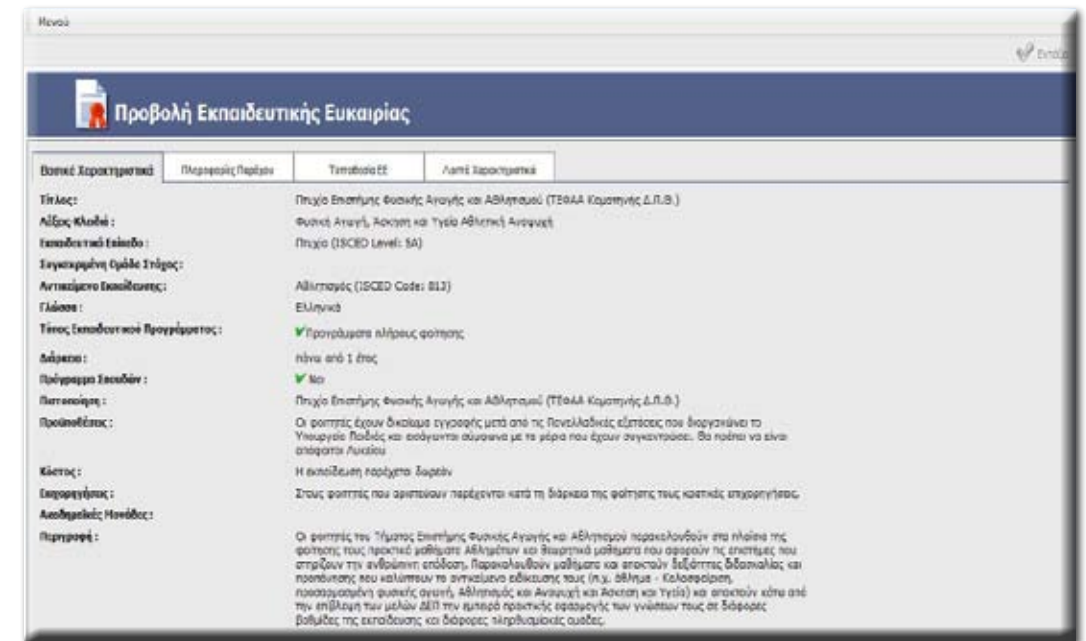 Μενού
Προβολή Εκπαιδευτικής Ευκαιρίας
Βασικά Χαρακτηριστικά Πληροφορίες Παρόχου Τοποθεσία ΕΕ Λοιπά Χαρακτηριστικά
Τίτλος: Πτυχίο Επιστήμης Φυσικής Αγωγής και Αθλητισμού (ΤΕΦΑΑ Κομοτηνής Δ.Π.Θ.)
Λέξεις Κλειδιά : Φυσική Αγωγή, Άσκηση και Υγεία Αθλητική Αναψυχή
Εκπαιδευτικό Επίπεδο : Πτυχίο (ISCED Level: 5A)
Συγκεκριμένη Ομάδα Στόχος :
Αντικείμενο Εκπαίδευσης : Αθλητισμός (ISCED Code: 813)
Γλώσσα : Ελληνικά
Τύπος Εκπαιδευτικού Προγράμματος : Προγράμματα πλήρους φοίτησης
Διάρκεια : πάνω από 1 έτος
Πρόγραμμα Σπουδών : Ναι
Πιστοποίηση : Πτυχίο Επιστήμης Φυσικής Αγωγής και Αθλητισμού (ΤΕΦΑΑ Κομοτηνής Δ.Π.Θ.)
Προϋποθέσεις : Οι φοιτητές έχουν δικαίωμα εγγραφής μετά από τις Πανελλαδικές εξετάσεις που διοργανώνει το
Υπουργείο Παιδείς και εισάγονται σύμφωνα με τα μόρια που έχουν συγκεντρώσει. Θα πρέπει να είναι
απόφοιτοι Λυκείου
Κόστος : Η εκπαίδευση παρέχεται δωρεάν
Επιχορηγήσεις : Στους φοιτητές που αριστεύουν παρέχονται κατά τη διάρκεια της φοίτησης τους κρατικές επιχορηγήσεις.
Ακαδημαϊκές Μονάδες :
Περιγραφή : Οι φοιτητές του Τμήματος Επιστήμης Φυσικής Αγωγής και Αθλητισμού παρακολουθούν στα πλαίσια της
φοίτησης τους πρακτικά μαθήματα Αθλημάτων και θεωρητικά μαθήματα που αφορούν τις επιστήμες που
στηρίζουν την ανθρώπινη απόδοση. Παρακολουθούν μαθήματα και αποκτούν δεξιότητες διδασκαλίας και
προπόνησης που καλύπτουν το αντικείμενο ειδίκευσης τους (π.χ. άθλημα - Καλαθοσφαίριση,
προσαρμοσμένη φυσικής αγωγή, Αθλητισμός και Αναψυχή και Άσκηση και Υγεία) και αποκτούν κάτω από
την επίβλεψη των μελών ΔΕΠ την εμπειρία πρακτικής εφαρμογής των γνώσεων τους σε διάφορες
βαθμίδες της εκπαίδευσης και διάφορες πληθυσμιακές ομάδες.